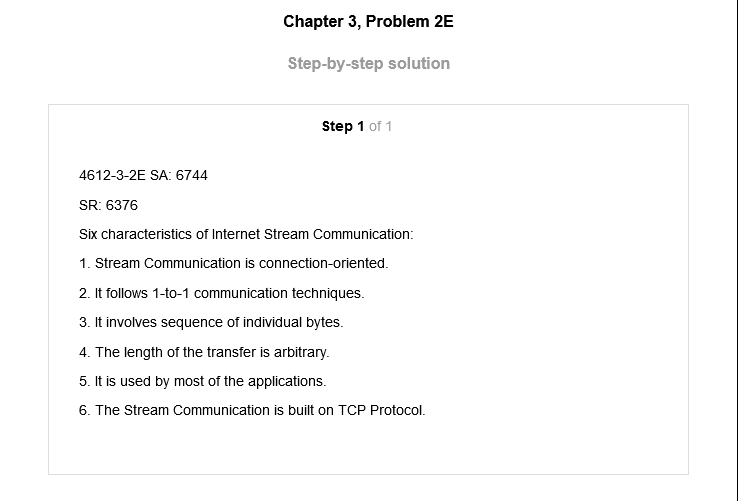 Chapter 3, Problem 2E
Step-by-step solution
Step 1 of 1
4612-3-2E SA: 6744
SR: 6376
Six characteristics of Internet Stream Communication:
1. Stream Communication is connection-oriented.
2. It follows 1-to-1 communication techniques.
3. It involves sequence of individual bytes.
4. The length of the transfer is arbitrary.
5. It is used by most of the applications.
6. The Stream Communication is built on TCP Protocol.